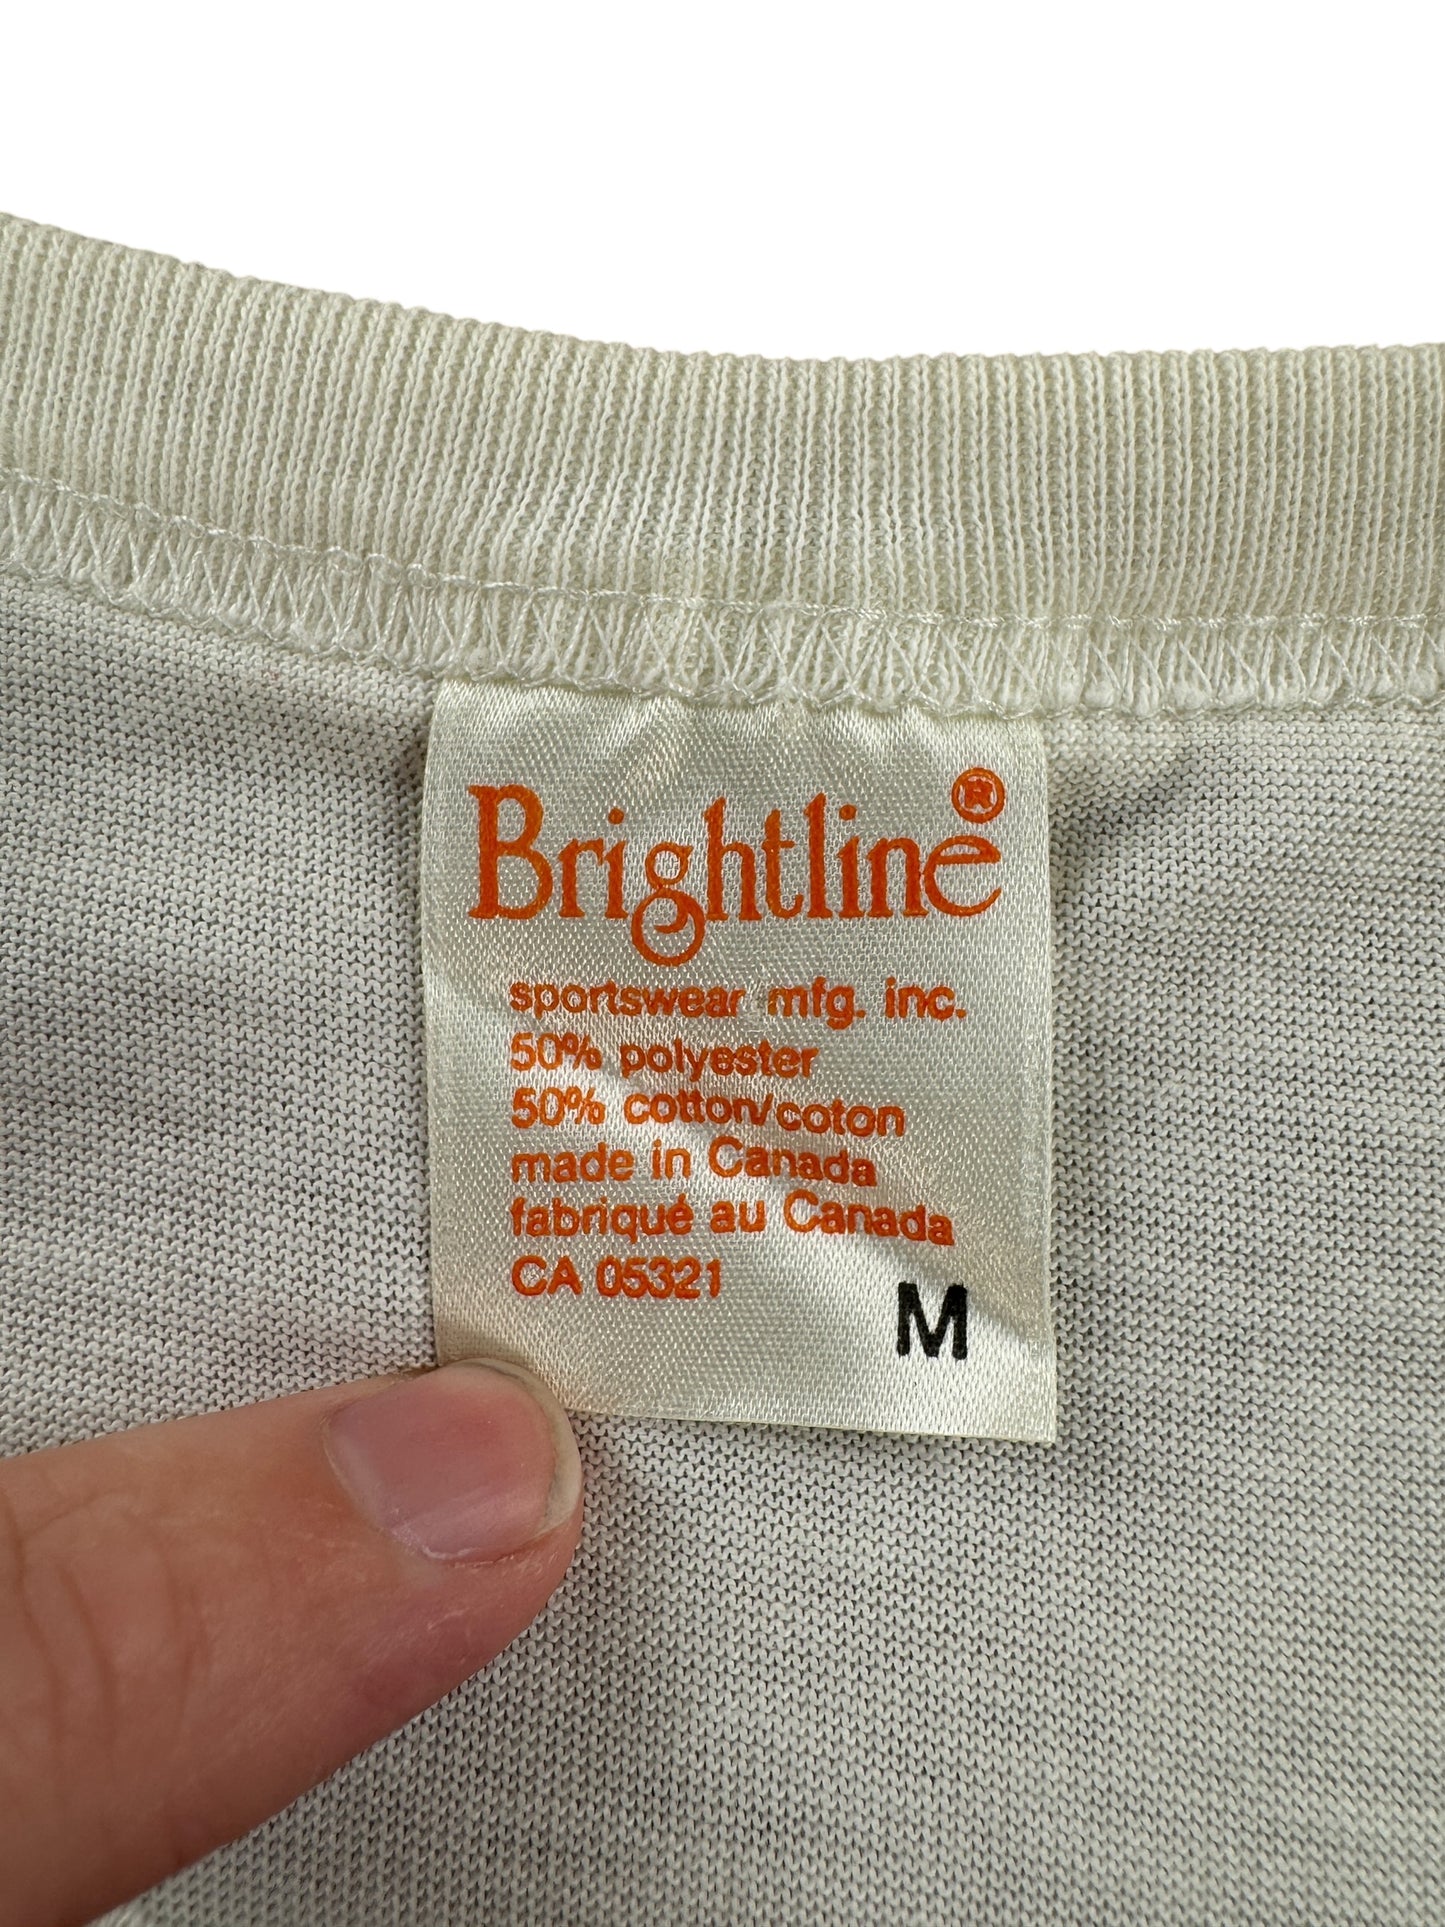 Brightline®
sportswear mfg. inc.
50% polyester
50% cotton/coton
made in Canada
fabriqué au Canada
CA 05321
M